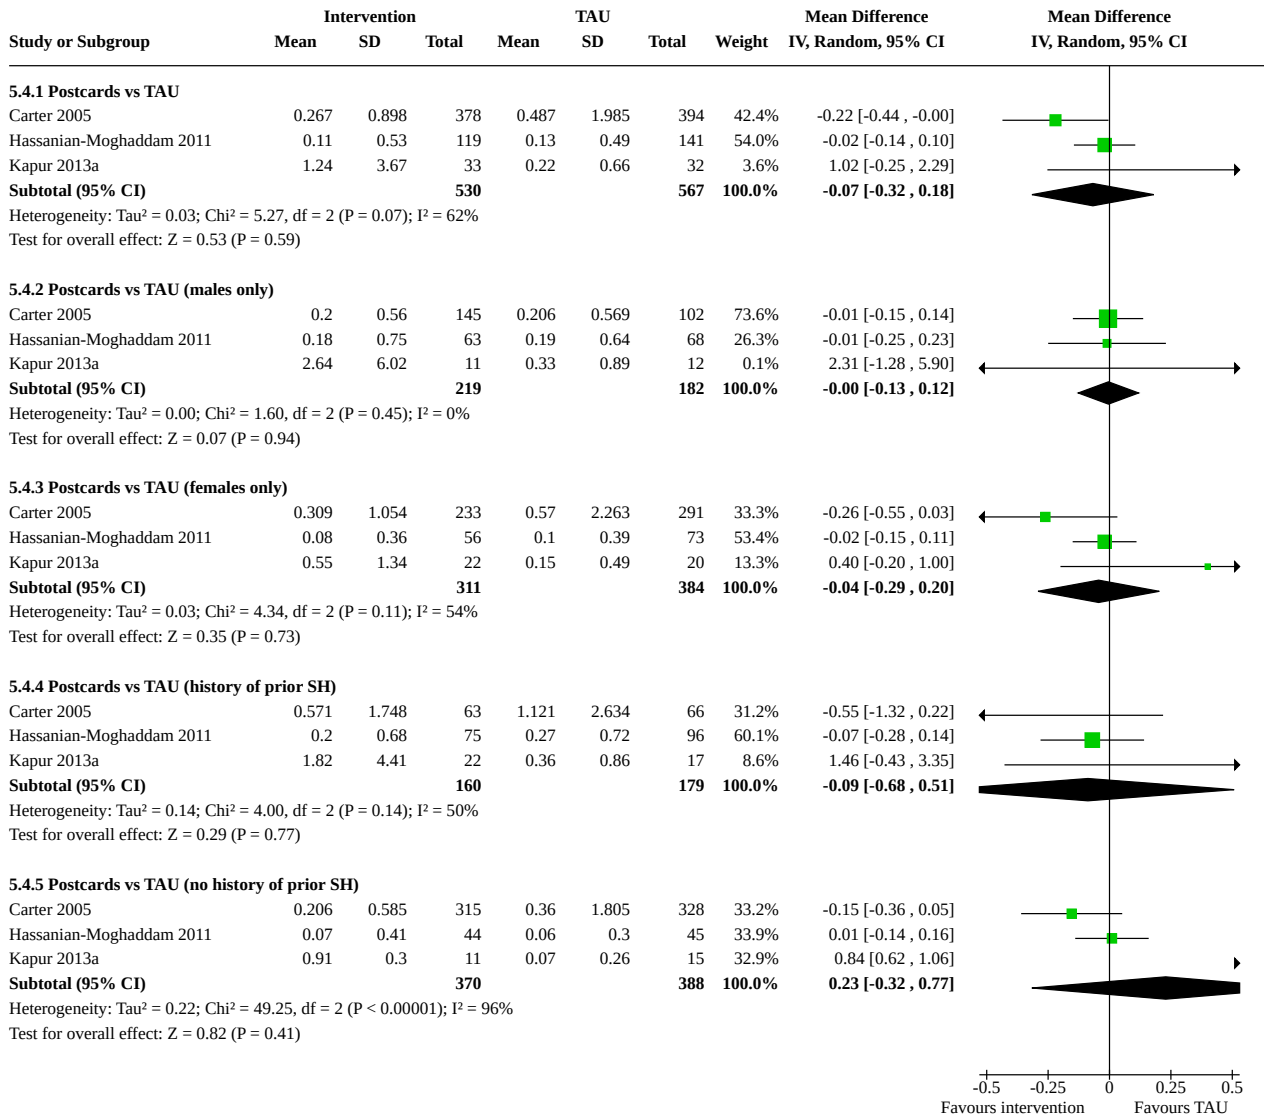 Intervention TAU Mean Difference Mean Difference
Study or Subgroup Mean SD Total Mean SD Total Weight IV, Random, 95% CI IV, Random, 95% CI
5.4.1 Postcards vs TAU
Carter 2005 0.267 0.898 378 0.487 1.985 394 42.4% -0.22 [-0.44 , -0.00]
Hassanian-Moghaddam 2011 0.11 0.53 119 0.13 0.49 141 54.0% -0.02 [-0.14 , 0.10]
Kapur 2013a 1.24 3.67 33 0.22 0.66 32 3.6% 1.02 [-0.25 , 2.29]
Subtotal (95% CI) 530 567 100.0% -0.07 [-0.32 , 0.18]
Heterogeneity: Tau² = 0.03; Chi² = 5.27, df = 2 (P = 0.07); I² = 62%
Test for overall effect: Z = 0.53 (P = 0.59)
5.4.2 Postcards vs TAU (males only)
Carter 2005 0.2 0.56 145 0.206 0.569 102 73.6% -0.01 [-0.15 , 0.14]
Hassanian-Moghaddam 2011 0.18 0.75 63 0.19 0.64 68 26.3% -0.01 [-0.25 , 0.23]
Kapur 2013a 2.64 6.02 11 0.33 0.89 12 0.1% 2.31 [-1.28 , 5.90]
Subtotal (95% CI) 219 182 100.0% -0.00 [-0.13 , 0.12]
Heterogeneity: Tau² = 0.00; Chi² = 1.60, df = 2 (P = 0.45); I² = 0%
Test for overall effect: Z = 0.07 (P = 0.94)
5.4.3 Postcards vs TAU (females only)
Carter 2005 0.309 1.054 233 0.57 2.263 291 33.3% -0.26 [-0.55 , 0.03]
Hassanian-Moghaddam 2011 0.08 0.36 56 0.1 0.39 73 53.4% -0.02 [-0.15 , 0.11]
Kapur 2013a 0.55 1.34 22 0.15 0.49 20 13.3% 0.40 [-0.20 , 1.00]
Subtotal (95% CI) 311 384 100.0% -0.04 [-0.29 , 0.20]
Heterogeneity: Tau² = 0.03; Chi² = 4.34, df = 2 (P = 0.11); I² = 54%
Test for overall effect: Z = 0.35 (P = 0.73)
5.4.4 Postcards vs TAU (history of prior SH)
Carter 2005 0.571 1.748 63 1.121 2.634 66 31.2% -0.55 [-1.32 , 0.22]
Hassanian-Moghaddam 2011 0.2 0.68 75 0.27 0.72 96 60.1% -0.07 [-0.28 , 0.14]
Kapur 2013a 1.82 4.41 22 0.36 0.86 17 8.6% 1.46 [-0.43 , 3.35]
Subtotal (95% CI) 160 179 100.0% -0.09 [-0.68 , 0.51]
Heterogeneity: Tau² = 0.14; Chi² = 4.00, df = 2 (P = 0.14); I² = 50%
Test for overall effect: Z = 0.29 (P = 0.77)
5.4.5 Postcards vs TAU (no history of prior SH)
Carter 2005 0.206 0.585 315 0.36 1.805 328 33.2% -0.15 [-0.36 , 0.05]
Hassanian-Moghaddam 2011 0.07 0.41 44 0.06 0.3 45 33.9% 0.01 [-0.14 , 0.16]
Kapur 2013a 0.91 0.3 11 0.07 0.26 15 32.9% 0.84 [0.62 , 1.06]
Subtotal (95% CI) 370 388 100.0% 0.23 [-0.32 , 0.77]
Heterogeneity: Tau² = 0.22; Chi² = 49.25, df = 2 (P < 0.00001); I² = 96%
Test for overall effect: Z = 0.82 (P = 0.41)
-0.5 -0.25 0 0.25 0.5
Favours intervention Favours TAU